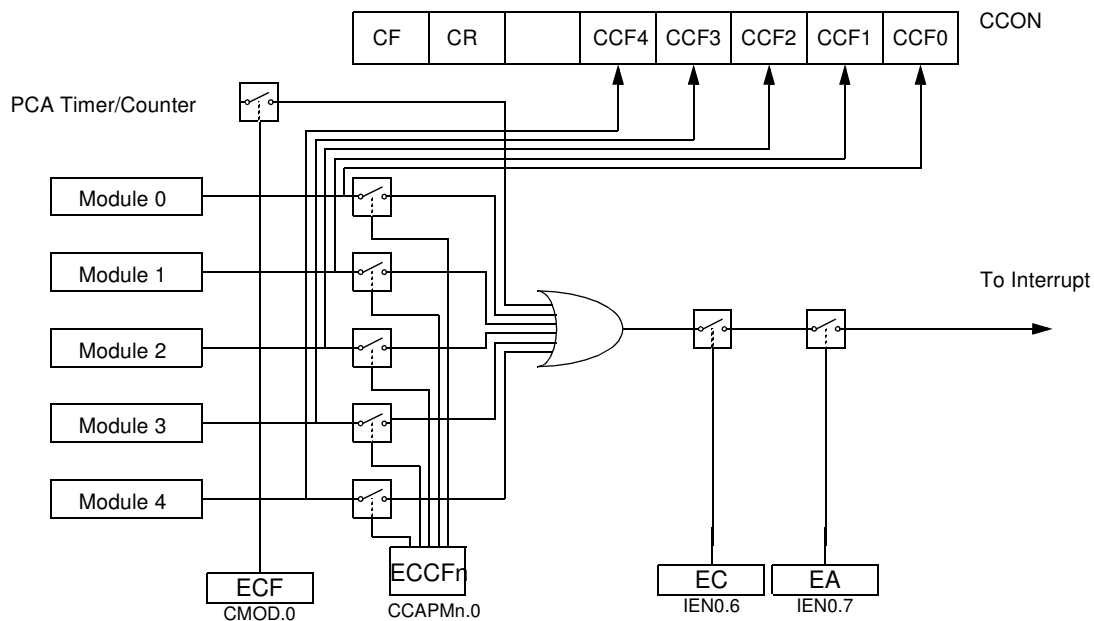 CF CR CCF4 CCF3 CCF2 CCF1 CCF0 CCON
PCA Timer/Counter
Module 0
Module 1
To Interrupt
Module 2
Module 3
Module 4
ECF
CMOD.0
ECCFn
CCAPMn.0
EC
IEN0.6
EA
IEN0.7